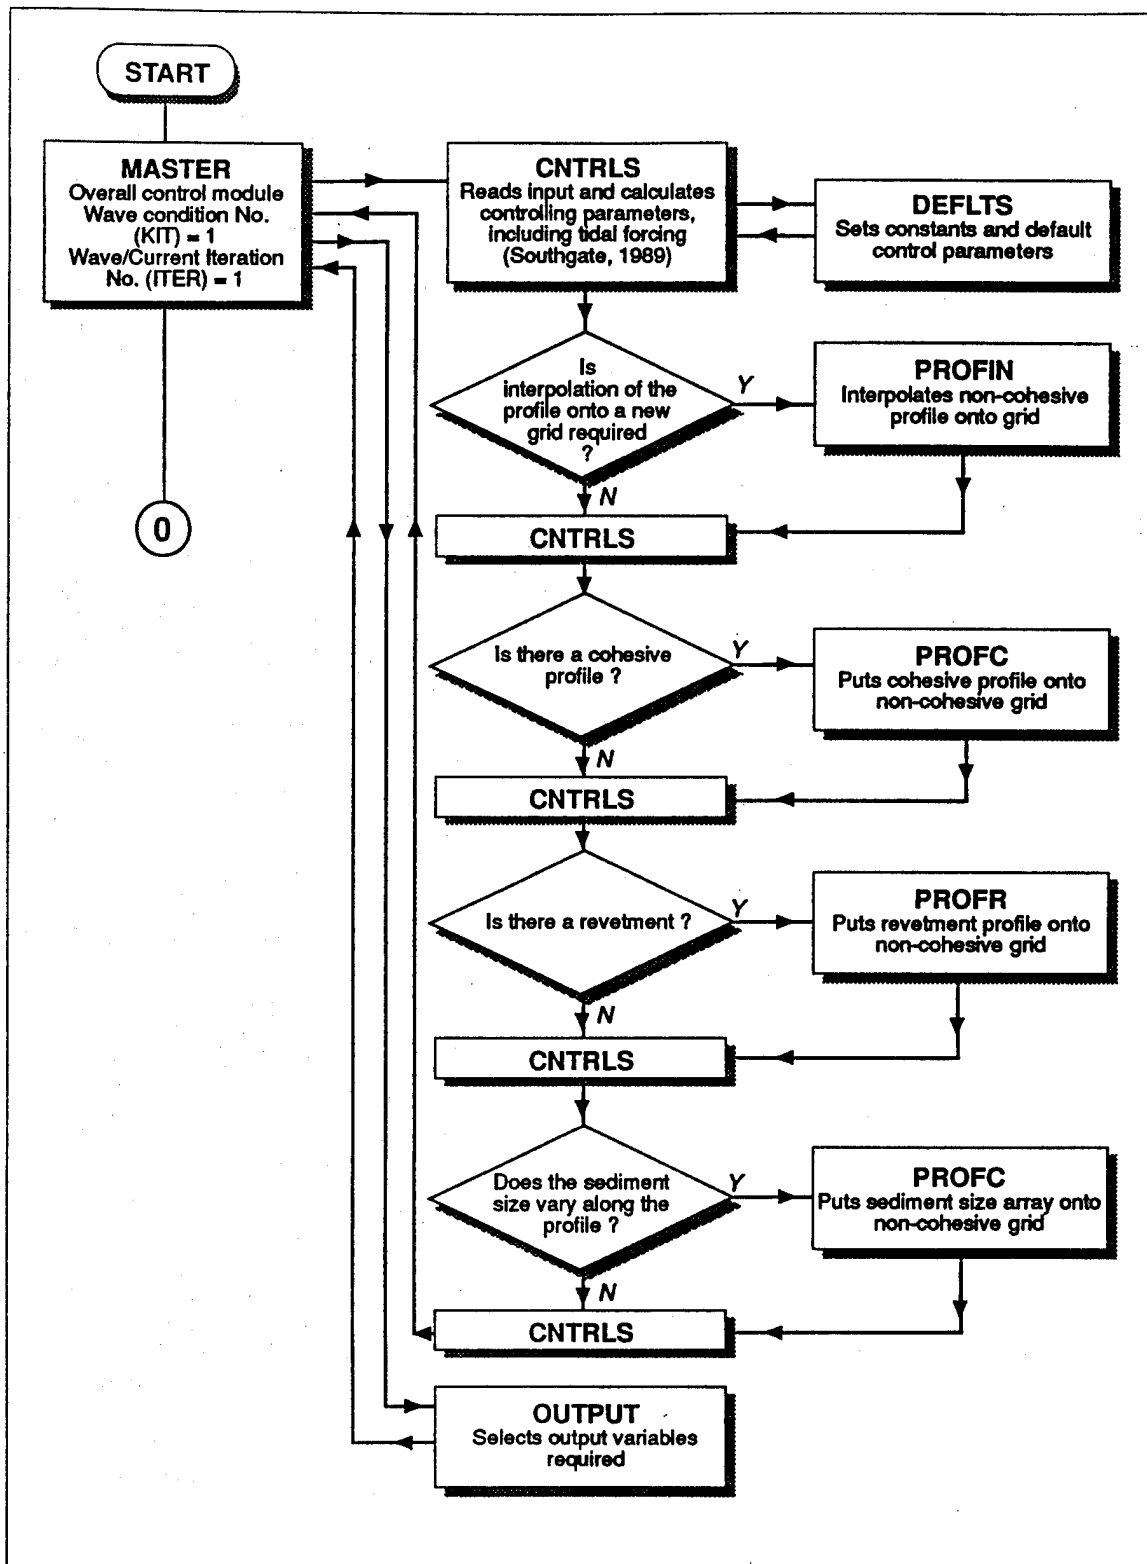 START
MASTER
Overall control module
Wave condition No.
(KIT) = 1
Wave/Current Iteration
No. (ITER) = 1
0
CNTRLS
Reads input and calculates
controlling parameters,
including tidal forcing
(Southgate, 1989)
DEFLTS
Sets constants and default
control parameters
Is
interpolation of the
profile onto a new
grid required
?
Y
PROFIN
Interpolates non-cohesive
profile onto grid
N
CNTRLS
Is there a cohesive
profile ?
Y
PROFC
Puts cohesive profile onto
non-cohesive grid
N
CNTRLS
Is there a revetment ?
Y
PROFR
Puts revetment profile onto
non-cohesive grid
N
CNTRLS
Does the sediment
size vary along the
profile ?
Y
PROFC
Puts sediment size array onto
non-cohesive grid
N
CNTRLS
OUTPUT
Selects output variables
required